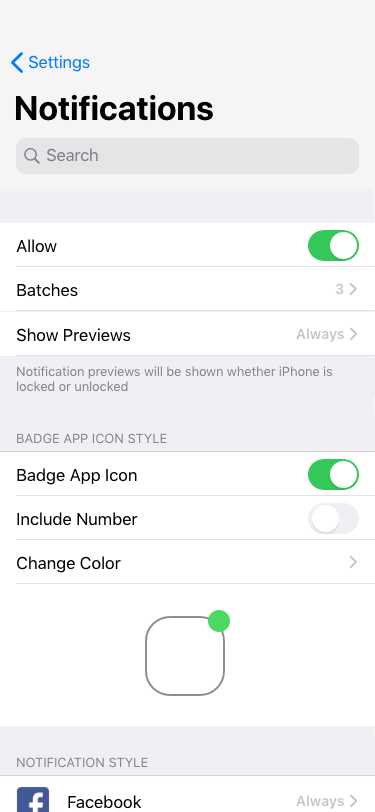 Settings
Notifications
Search
Allow
Batches 3
Show Previews Always
Notification previews will be shown whether iPhone is
locked or unlocked
BADGE APP ICON STYLE
Badge App Icon
Include Number
Change Color
NOTIFICATION STYLE
Facebook Always